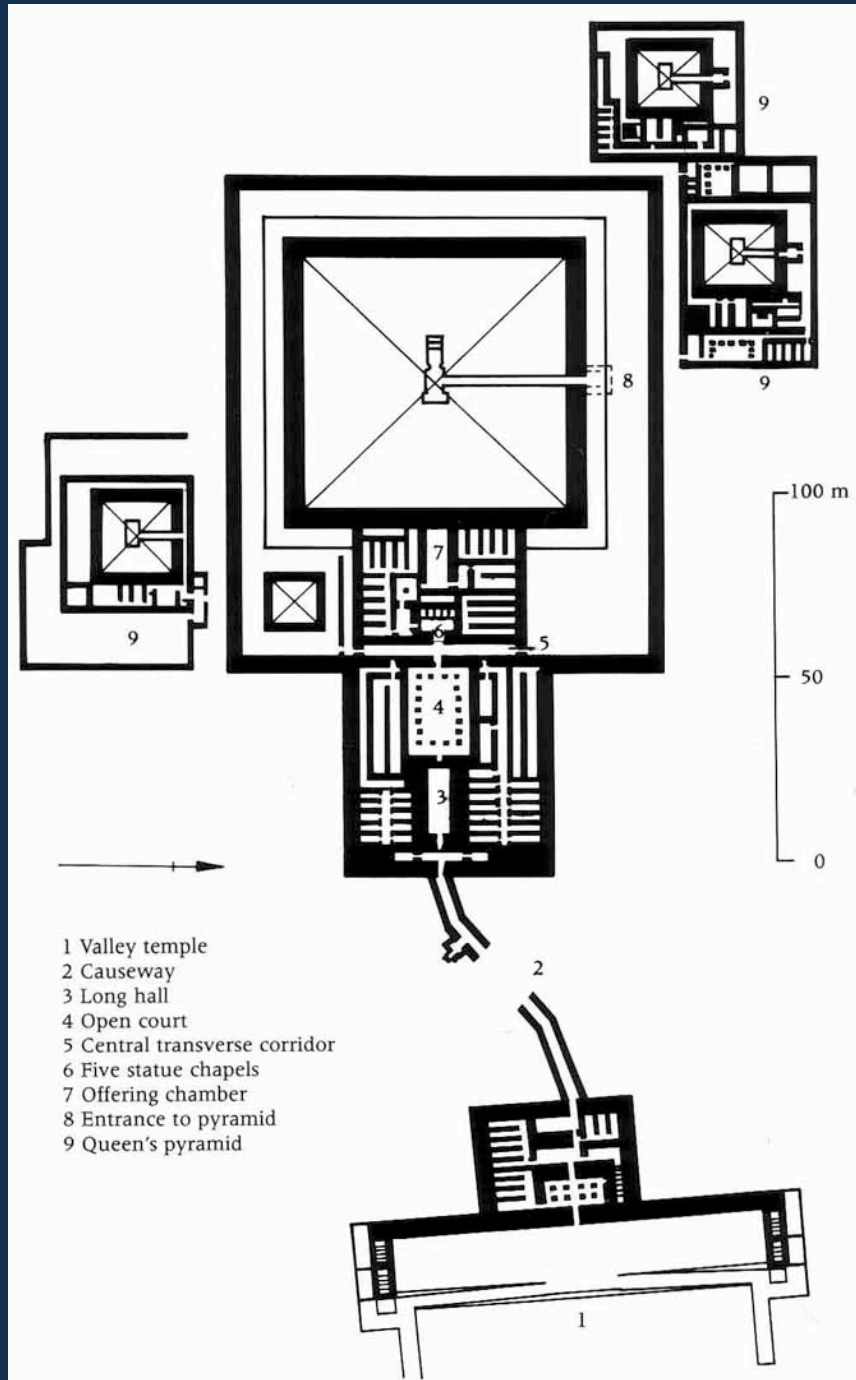 9
8
100 m
7
9
9
6
5
50
4
3
0
1 Valley temple
2 Causeway
3 Long hall
4 Open court
5 Central transverse corridor
6 Five statue chapels
7 Offering chamber
8 Entrance to pyramid
9 Queen's pyramid
2
1